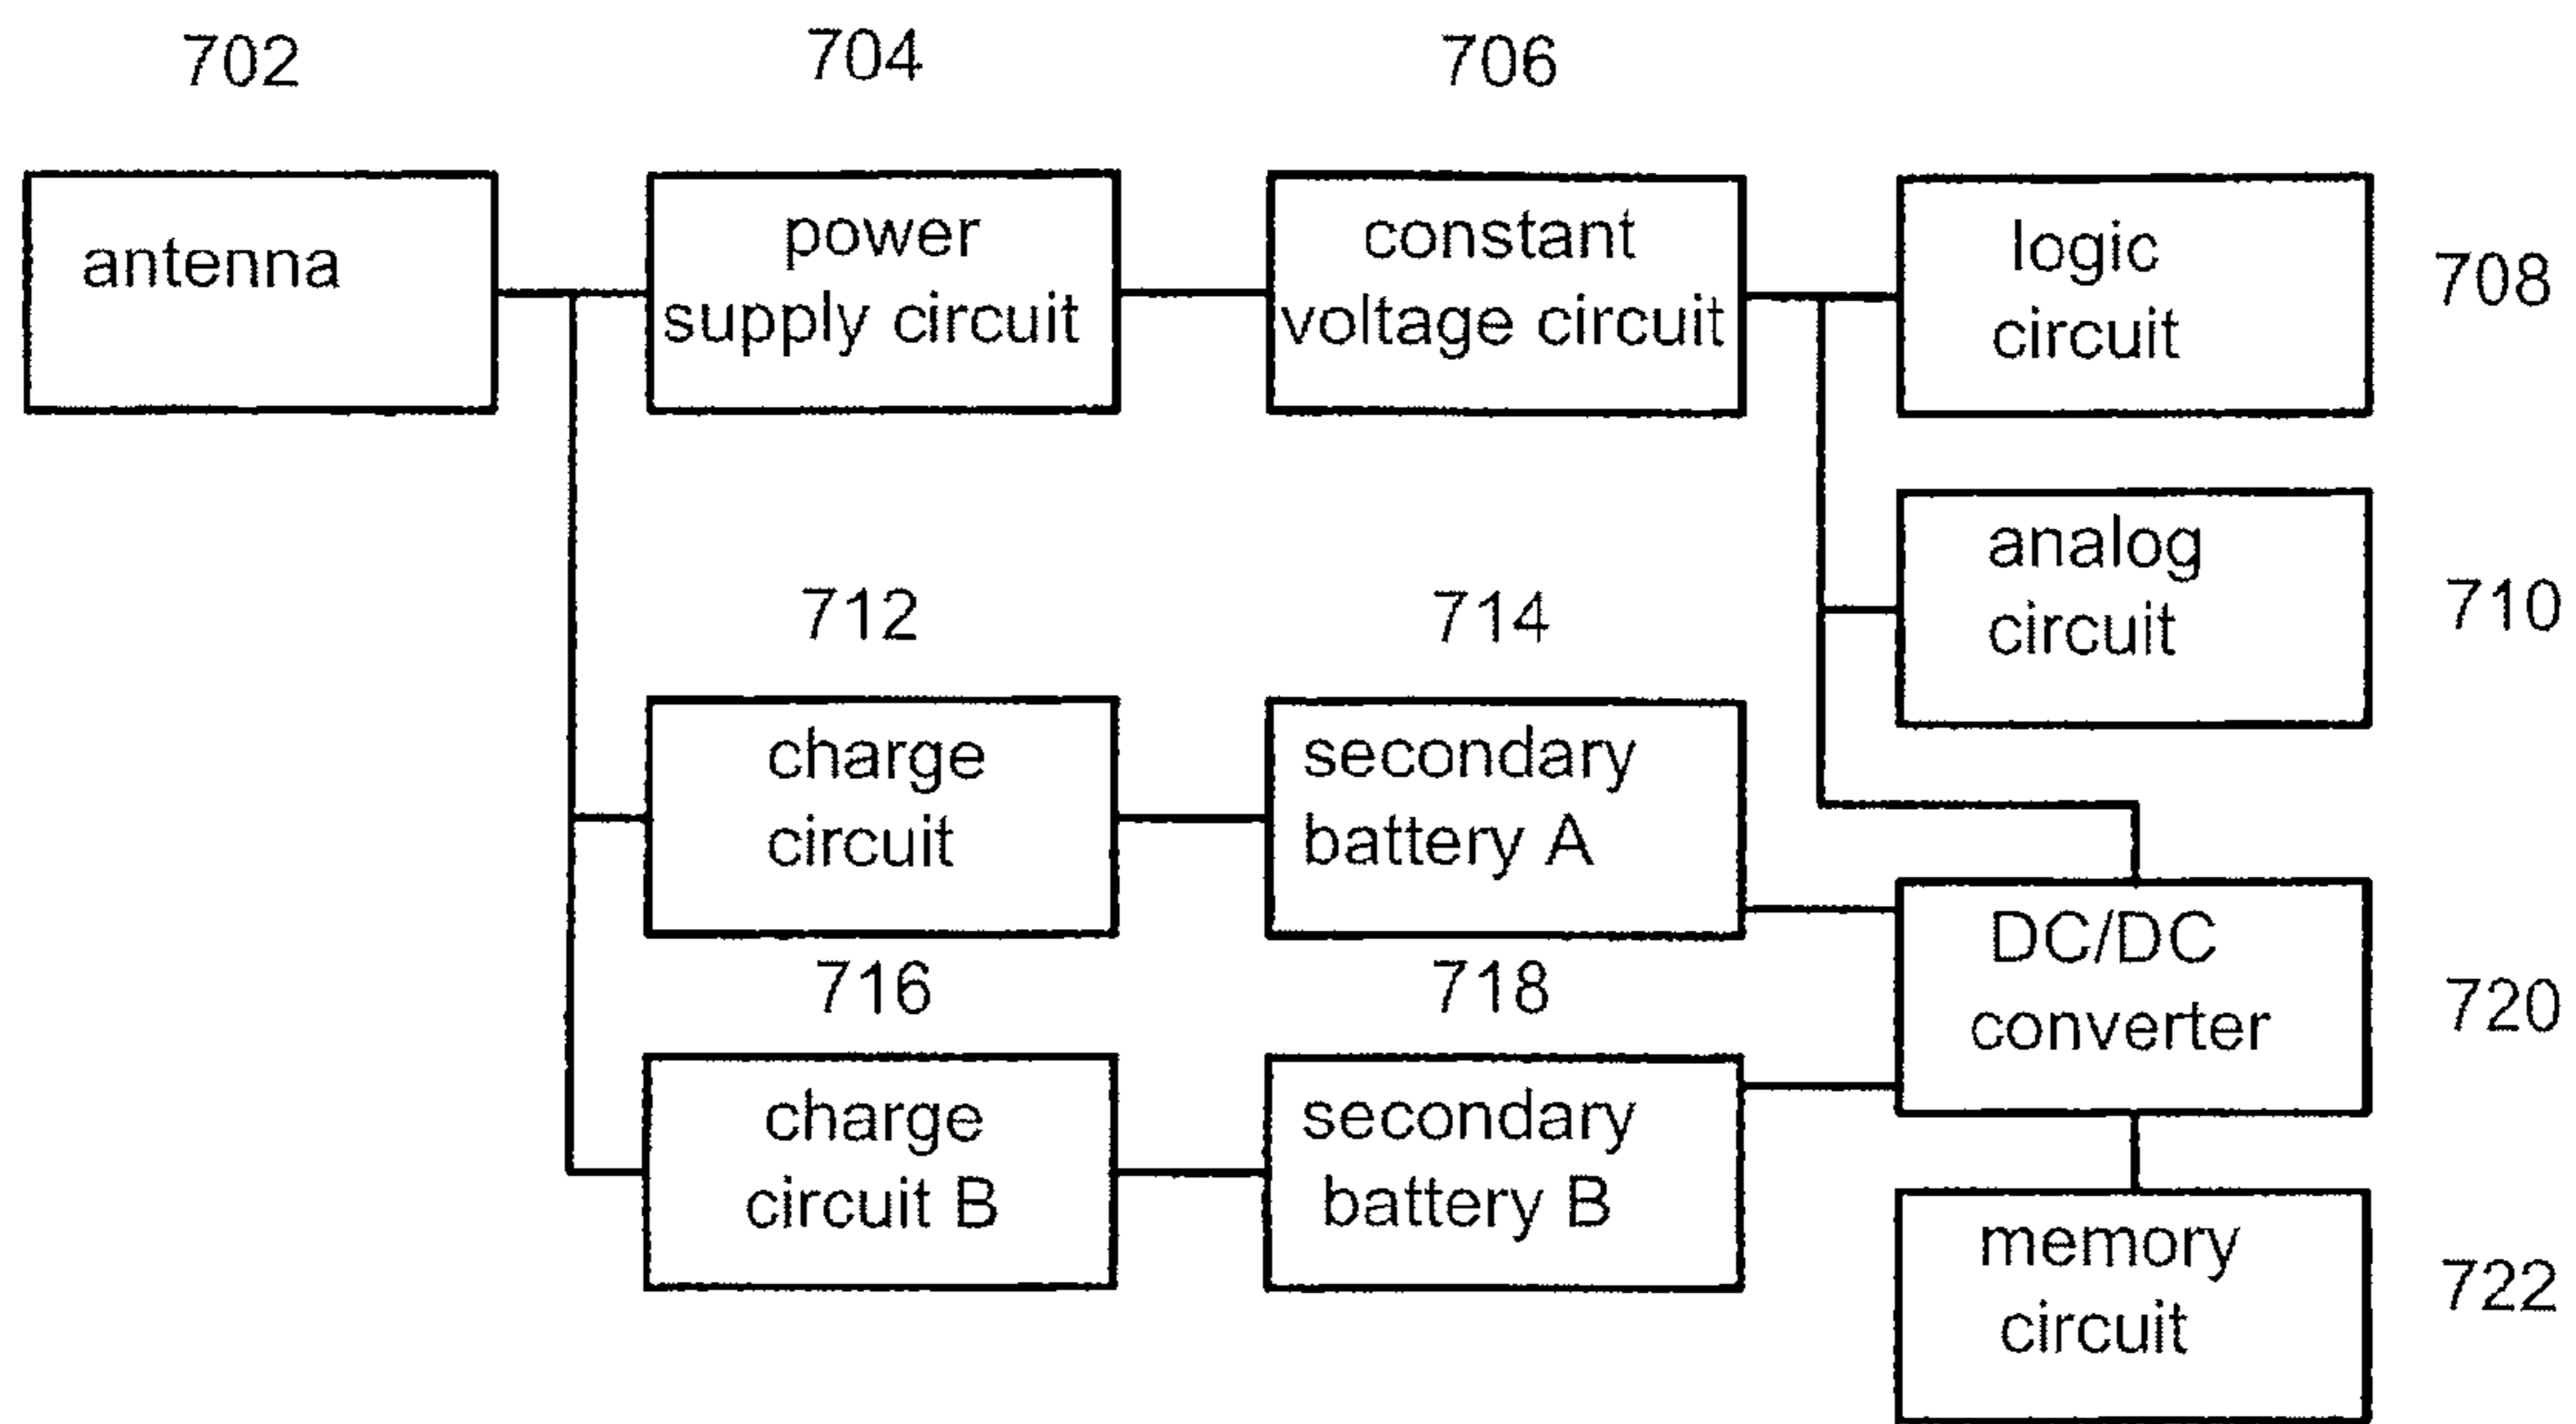 702
704
706
antenna
power
supply circuit
constant
voltage circuit
logic
circuit
708
analog
circuit
710
712
714
charge
circuit
secondary
battery A
716
718
DC/DC
converter
720
charge
circuit B
secondary
battery B
memory
circuit
722